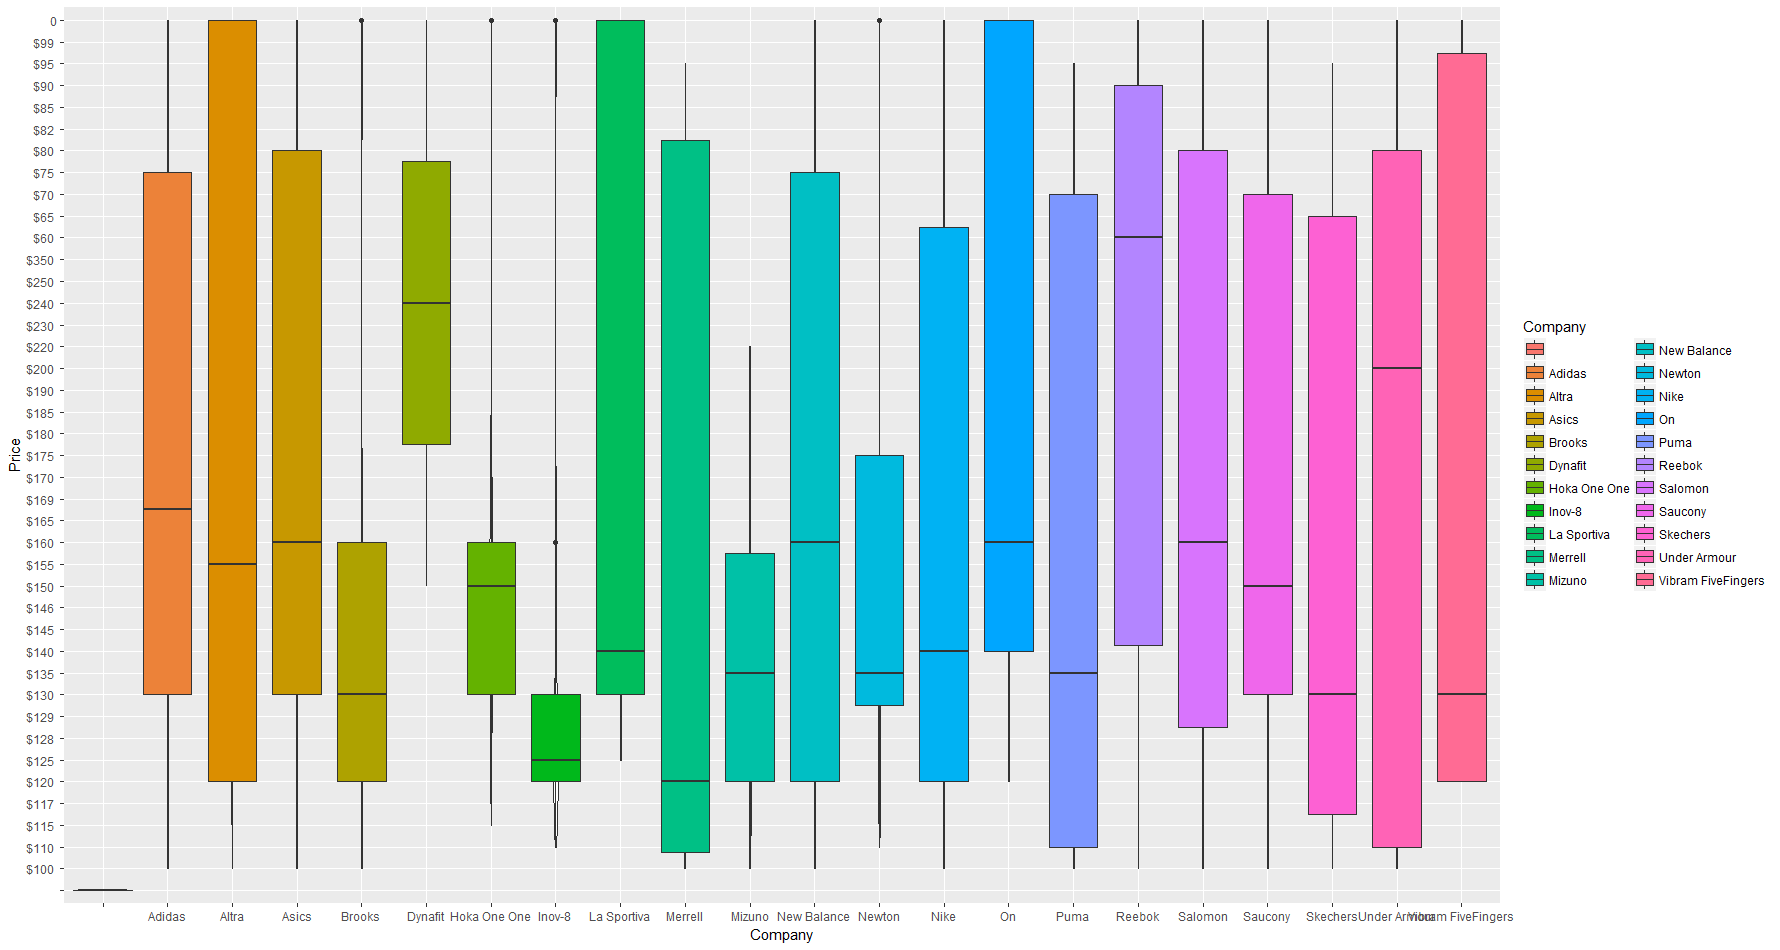 0
$99
$95
$90
$85
$82
$80
$75
$70
$65
$60
$350
$250
$240
$230
$220
$200
$190
$185
$180
$175
$170
$169
$165
$160
$155
$150
$146
$145
$140
$135
$130
$129
$128
$125
$120
$117
$115
$110
$100
Price
Adidas Altra Asics Brooks Dynafit Hoka One One Inov-8 La Sportiva Merrell Mizuno New Balance Newton Nike On Puma Reebok Salomon Saucony Skechers Under Armour Vibram FiveFingers
Company
Company
Adidas
Altra
Asics
Brooks
Dynafit
Hoka One One
Inov-8
La Sportiva
Merrell
Mizuno
New Balance
Newton
Nike
On
Puma
Reebok
Salomon
Saucony
Skechers
Under Armour
Vibram FiveFingers